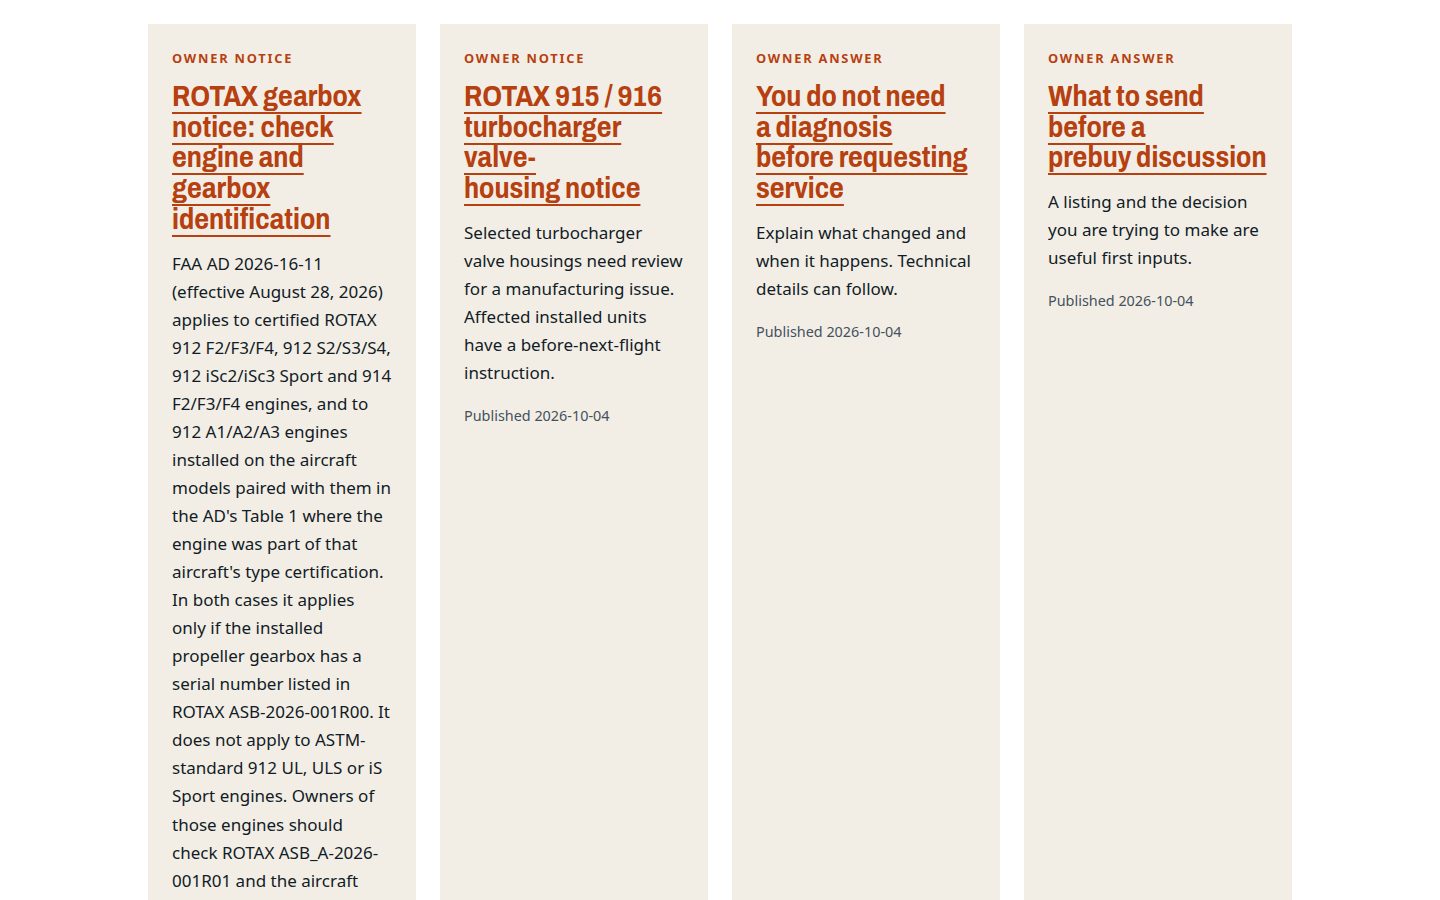 OWNER NOTICE
ROTAX gearbox
notice: check
engine and
gearbox
identification
FAA AD 2026-16-11
(effective August 28, 2026)
applies to certified ROTAX
912 F2/F3/F4, 912 S2/S3/S4,
912 iSc2/iSc3 Sport and 914
F2/F3/F4 engines, and to
912 A1/A2/A3 engines
installed on the aircraft
models paired with them in
the AD's Table 1 where the
engine was part of that
aircraft's type certification.
In both cases it applies
only if the installed
propeller gearbox has a
serial number listed in
ROTAX ASB-2026-001R00. It
does not apply to ASTM-
standard 912 UL, ULS or iS
Sport engines. Owners of
those engines should
check ROTAX ASB_A-2026-
001R01 and the aircraft
OWNER NOTICE
ROTAX 915 / 916
turbocharger
valve-
housing notice
Selected turbocharger
valve housings need review
for a manufacturing issue.
Affected installed units
have a before-next-flight
instruction.
Published 2026-10-04
OWNER ANSWER
You do not need
a diagnosis
before requesting
service
Explain what changed and
when it happens. Technical
details can follow.
Published 2026-10-04
OWNER ANSWER
What to send
before a
prebuy discussion
A listing and the decision
you are trying to make are
useful first inputs.
Published 2026-10-04